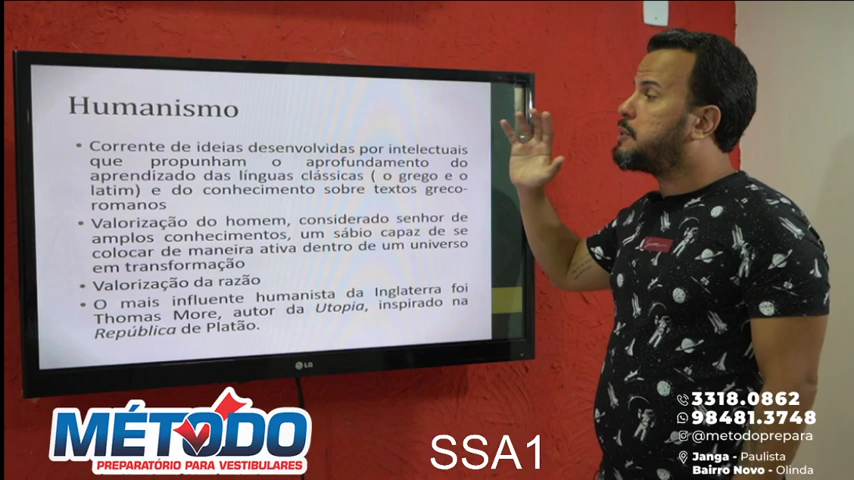 Humanismo
• Corrente de ideias desenvolvidas por intelectuais
que propunham o aprofundamento do
aprendizado das línguas clássicas ( o grego e o
latim) e do conhecimento sobre textos greco-
romanos
• Valorização do homem, considerado senhor de
amplos conhecimentos, um sábio capaz de se
colocar de maneira ativa dentro de um universo
em transformação
• Valorização da razão
• O mais influente humanista da Inglaterra foi
Thomas More, autor da Utopia, inspirado na
República de Platão.
LG
MÉTODO
PREPARATÓRIO PARA VESTIBULARES
SSA1
3318.0862
98481.3748
@metodoprepara
Janga - Paulista
Bairro Novo - Olinda